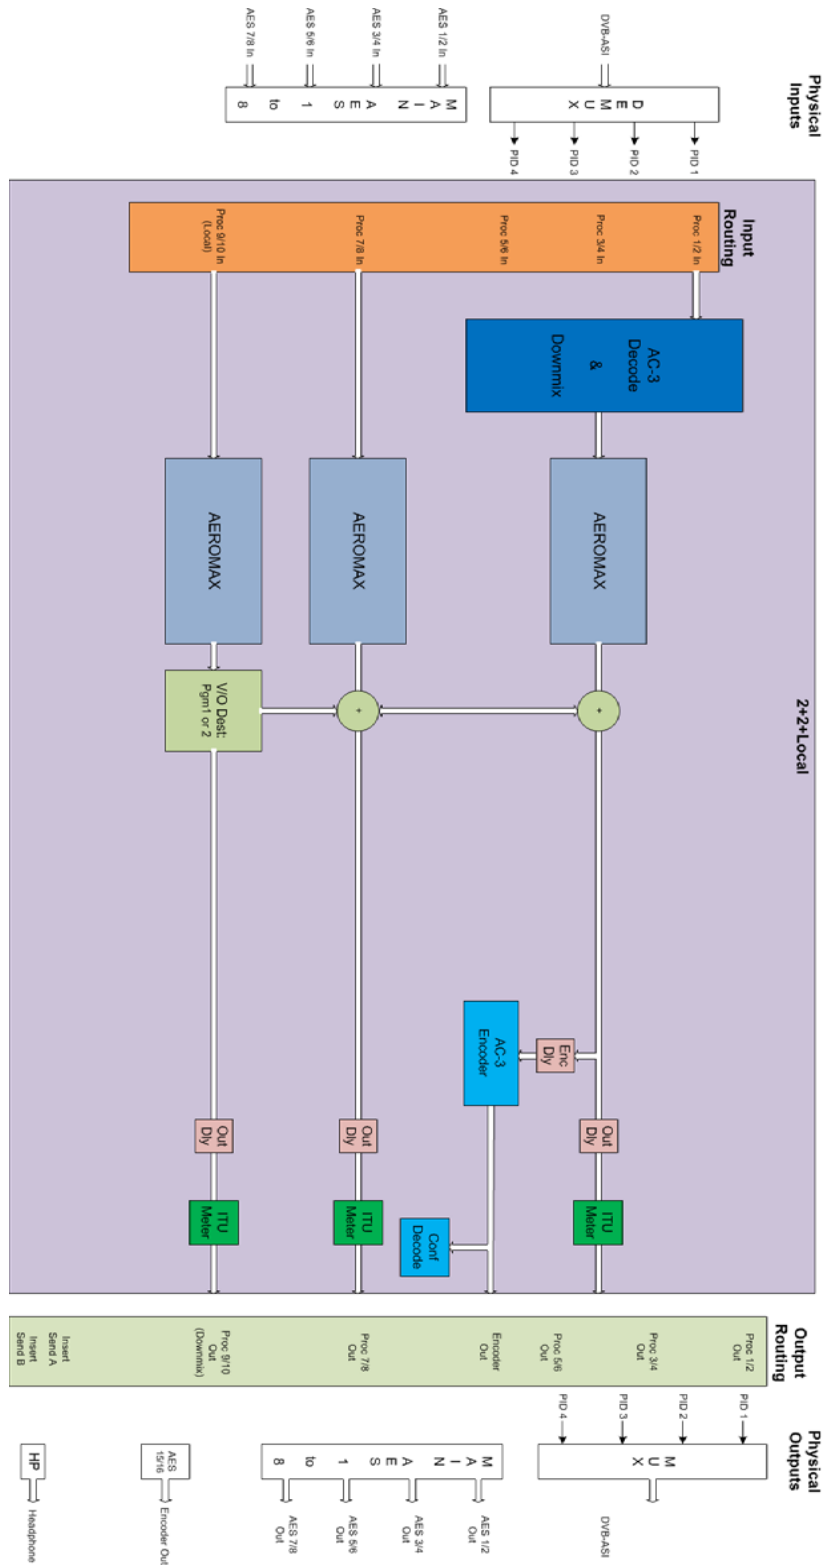 Physical
Inputs
DVB-ASI
D
E
M
U
X
PID 1
PID 2
PID 3
PID 4
AES 1/2 In
AES 3/4 In
AES 5/6 In
AES 7/8 In
M
A
I
N
A
E
S
1
to
8
2+2+Local
Input
Routing
Proc 1/2 In
Proc 3/4 In
Proc 5/6 In
Proc 7/8 In
Proc 9/10 In
(Local)
AC-3
Decode
&
Downmix
AEROMAX
AEROMAX
AEROMAX
+
+
V/O Dest:
Pgm1 or 2
Enc
Dly
AC-3
Encoder
Out
Dly
Out
Dly
Out
Dly
ITU
Meter
Conf
Decode
ITU
Meter
ITU
Meter
Output
Routing
Proc 1/2
Out
Proc 3/4
Out
Proc 5/6
Out
Encoder
Out
Proc 7/8
Out
Proc 9/10
Out
(Downmix)
Insert
Send A
Insert
Send B
Physical
Outputs
PID 1
PID 2
PID 3
PID 4
M
U
X
DVB-ASI
M
A
I
N
A
E
S
1
to
8
AES 1/2
Out
AES 3/4
Out
AES 5/6
Out
AES 7/8
Out
AES
15/16
Encoder Out
HP
Headphone